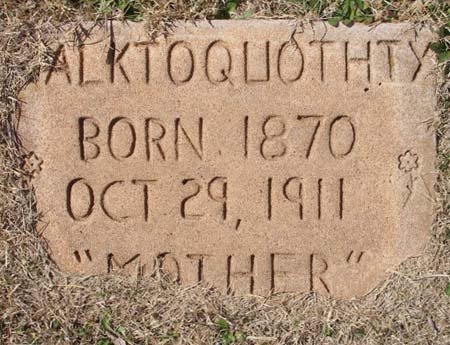 ALKTOQUOTHTY
BORN 1870
OCT 29, 1911
"MOTHER"